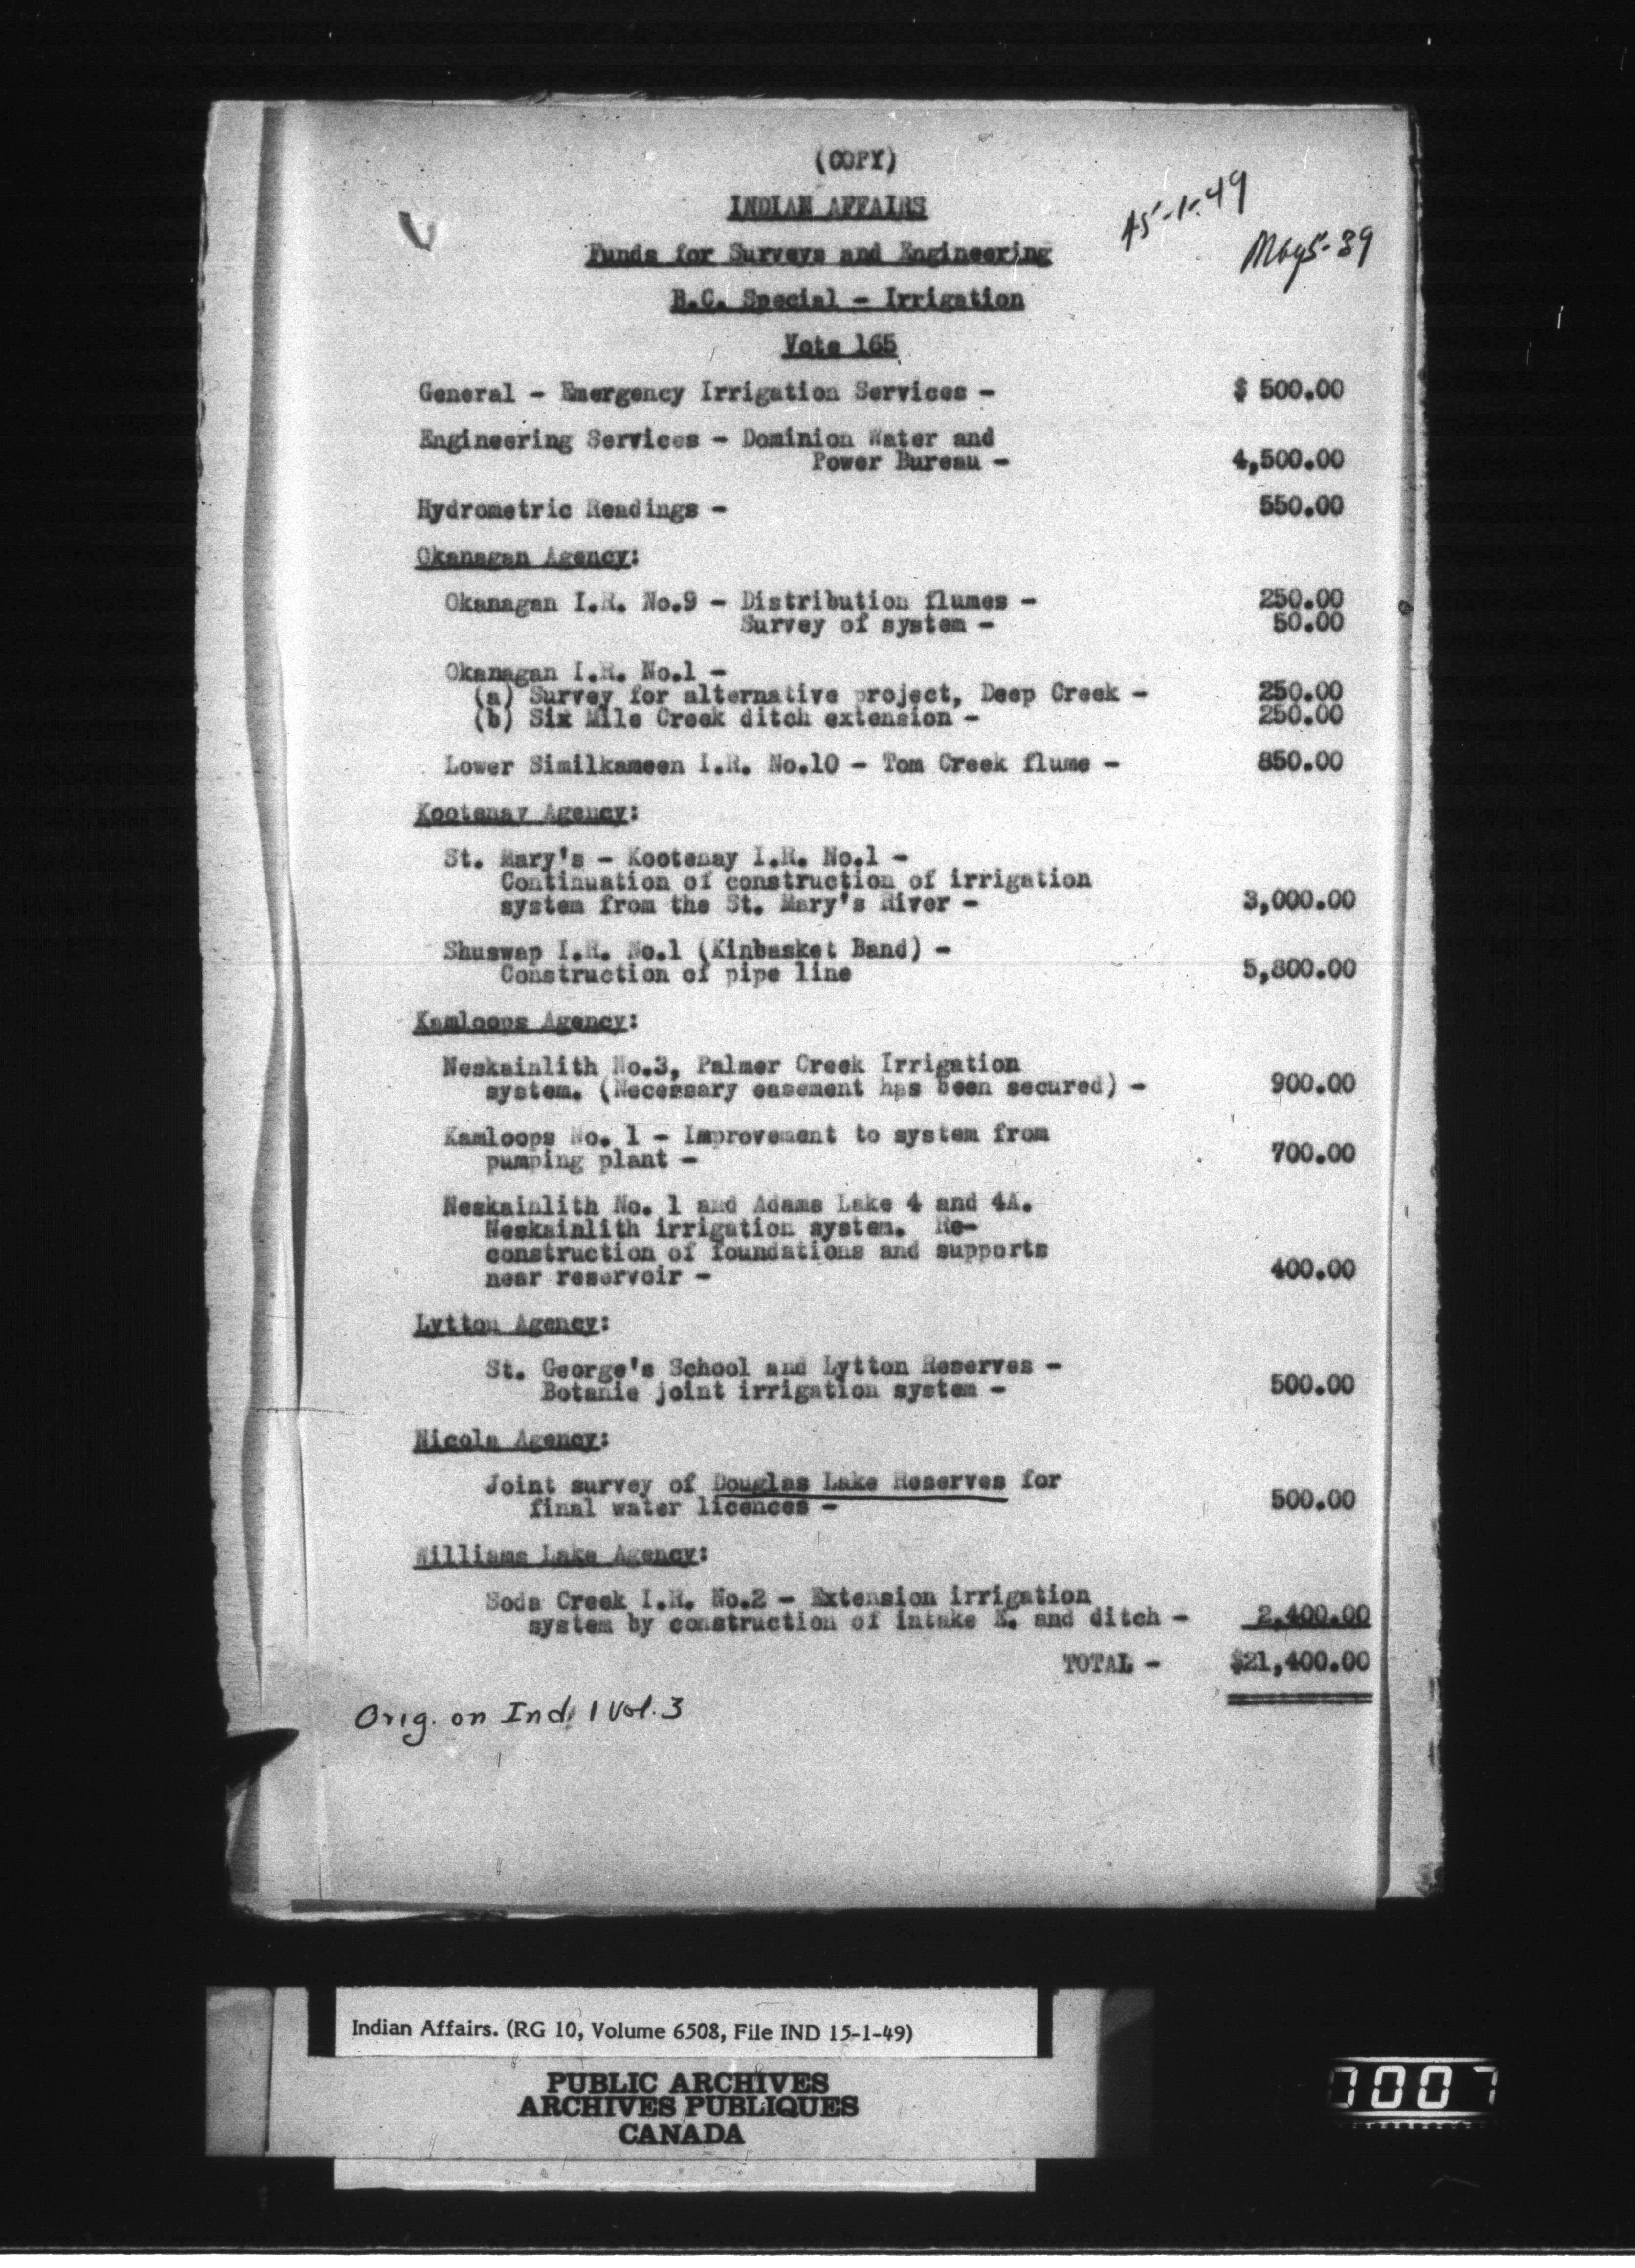 (COPY)
INDIAN AFFAIRS
15-1-49
Funds for Surveys and Engineering
May 5-39
B.C. Special - Irrigation
Vote 165
General - Emergency Irrigation Services - $ 500.00
Engineering Services - Dominion Water and
Power Bureau - 4,500.00
Hydrometric Readings - 550.00
Okanagan Agency:
Okanagan I.R. No.9 - Distribution flumes - 250.00
Survey of system - 50.00
Okanagan I.R. No.1 -
(a) Survey for alternative project, Deep Creek - 250.00
(b) Six Mile Creek ditch extension - 250.00
Lower Similkameen I.R. No.10 - Tom Creek flume - 850.00
Kootenay Agency:
St. Mary's - Kootenay I.R. No.1 -
Continuation of construction of irrigation
system from the St. Mary's River - 3,000.00
Shuswap I.R. No.1 (Kinbasket Band) -
Construction of pipe line 5,800.00
Kamloops Agency:
Neskainlith No.3, Palmer Creek Irrigation
system. (Necessary easement has been secured) - 900.00
Kamloops No. 1 - Improvement to system from
pumping plant - 700.00
Neskainlith No. 1 and Adams Lake 4 and 4A.
Neskainlith irrigation system. Re-
construction of foundations and supports
near reservoir - 400.00
Lytton Agency:
St. George's School and Lytton Reserves -
Botanie joint irrigation system - 500.00
Nicola Agency:
Joint survey of Douglas Lake Reserves for
final water licences - 500.00
Williams Lake Agency:
Soda Creek I.R. No.2 - Extension irrigation
system by construction of intake E. and ditch - 2,400.00
TOTAL - $21,400.00
Orig. on Ind. 1 Vol. 3
Indian Affairs. (RG 10, Volume 6508, File IND 15-1-49)
PUBLIC ARCHIVES
ARCHIVES PUBLIQUES
CANADA
0007